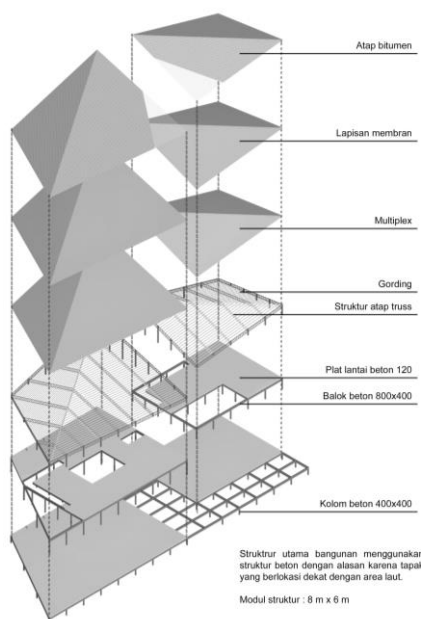 Atap bitumen
Lapisan membran
Multiplex
Gording
Struktur atap truss
Plat lantai beton 120
Balok beton 800x400
Kolom beton 400x400
Struktrur utama bangunan menggunakan
struktur beton dengan alasan karena tapak
yang berlokasi dekat dengan area laut.
Modul struktur : 8 m x 6 m